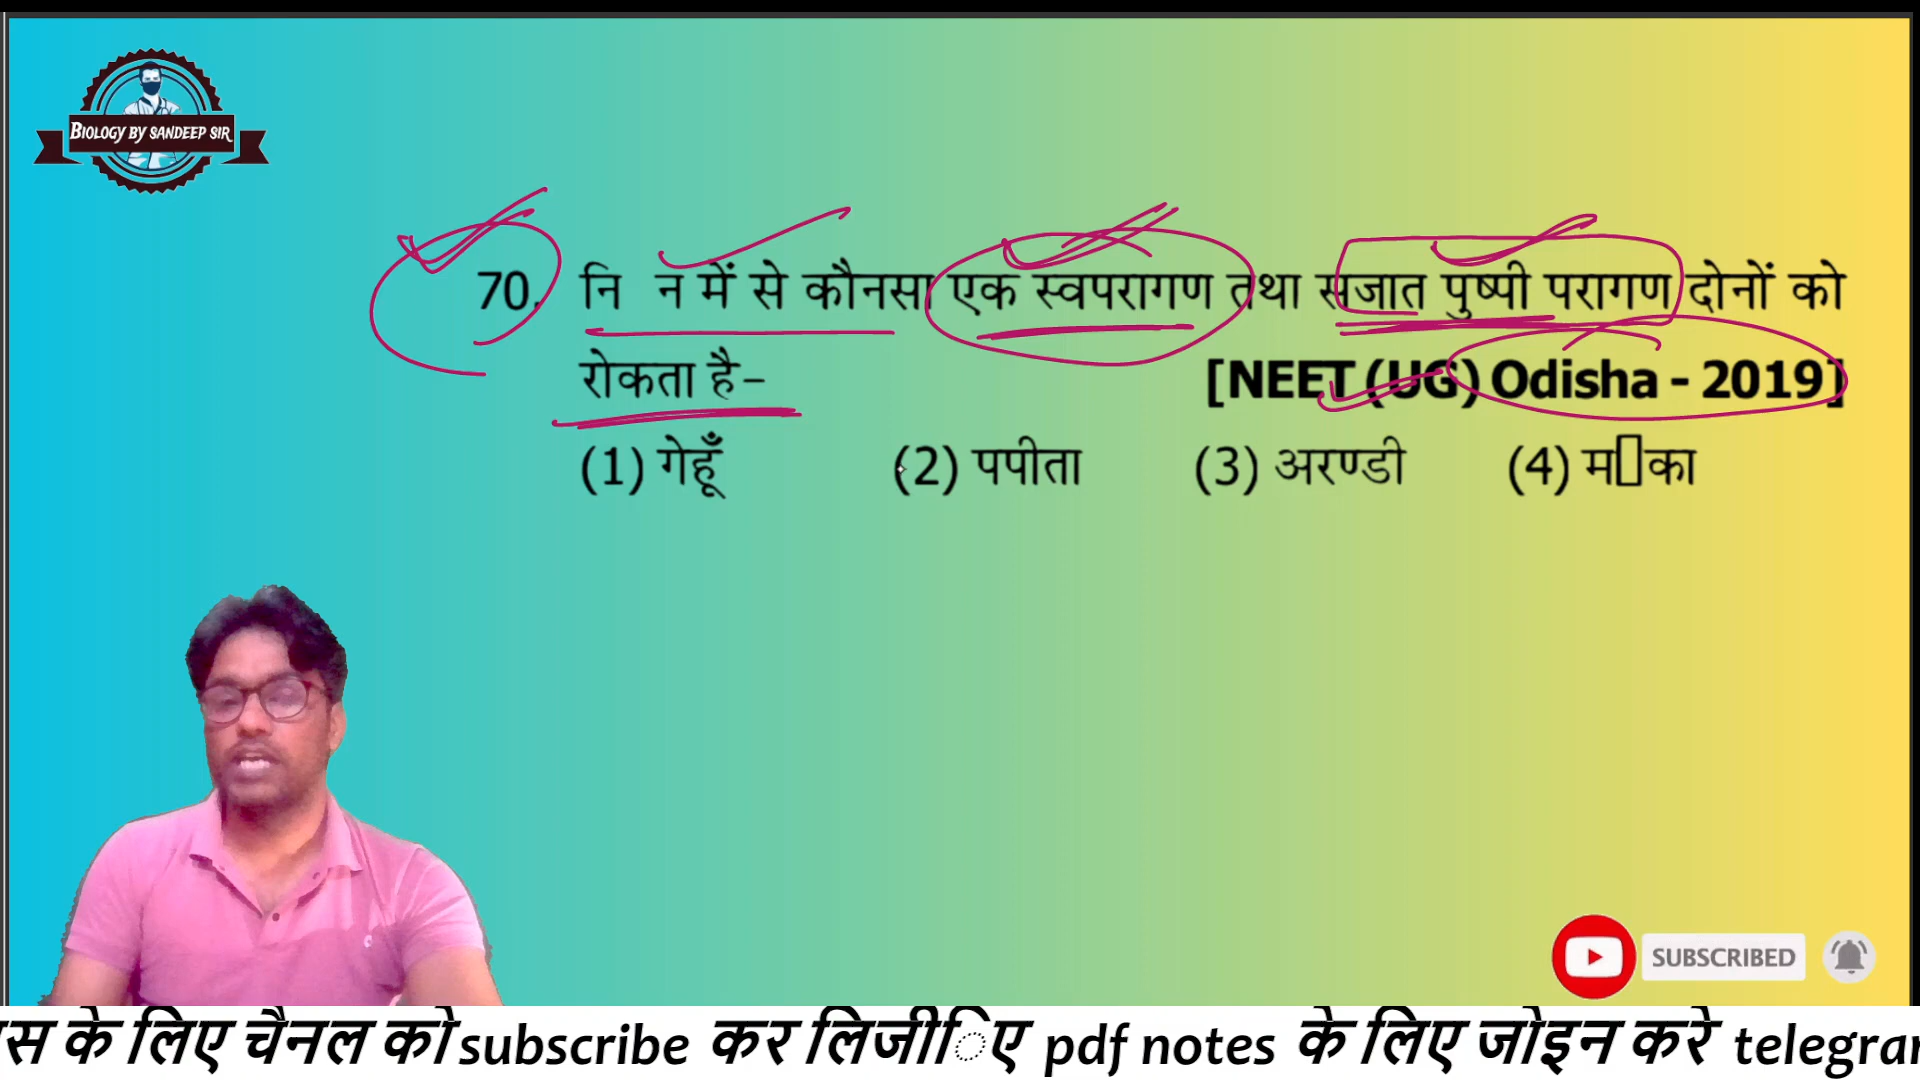 BIOLOGY BY SANDEEP SIR
70. नि न में से कौनसा एक स्वपरागण तथा सजात पुष्पी परागण दोनों को
रोकता है– [NEET (UG) Odisha - 2019]
(1) गेहूँ (2) पपीता (3) अरण्डी (4) म▯का
SUBSCRIBED
स के लिए चैनल को subscribe कर लिजीिए pdf notes के लिए जोइन करे telegra